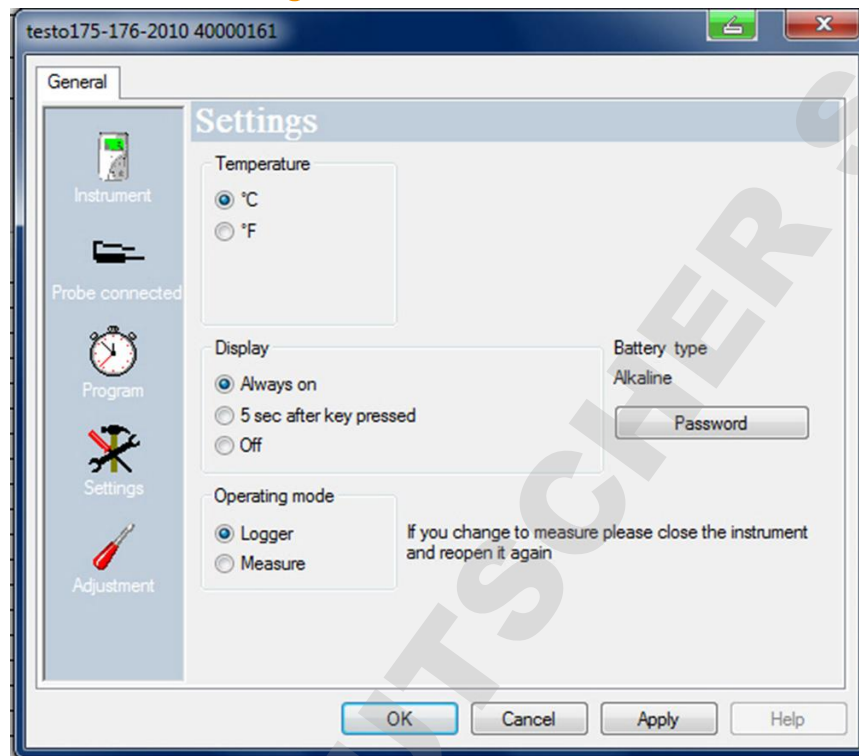 testo175-176-2010 40000161
General
Settings
Instrument
Probe connected
Program
Settings
Adjustment
Temperature
°C
°F
Display
Always on
5 sec after key pressed
Off
Battery type
Alkaline
Password
Operating mode
Logger
Measure
If you change to measure please close the instrument
and reopen it again
OK
Cancel
Apply
Help
UTSCHER S